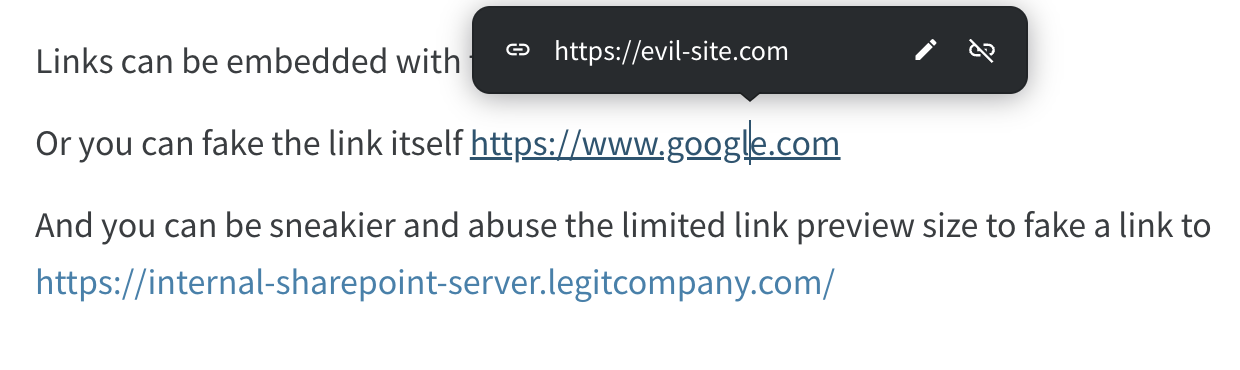 https://evil-site.com
Links can be embedded with
Or you can fake the link itself https://www.google.com
And you can be sneakier and abuse the limited link preview size to fake a link to
https://internal-sharepoint-server.legitcompany.com/